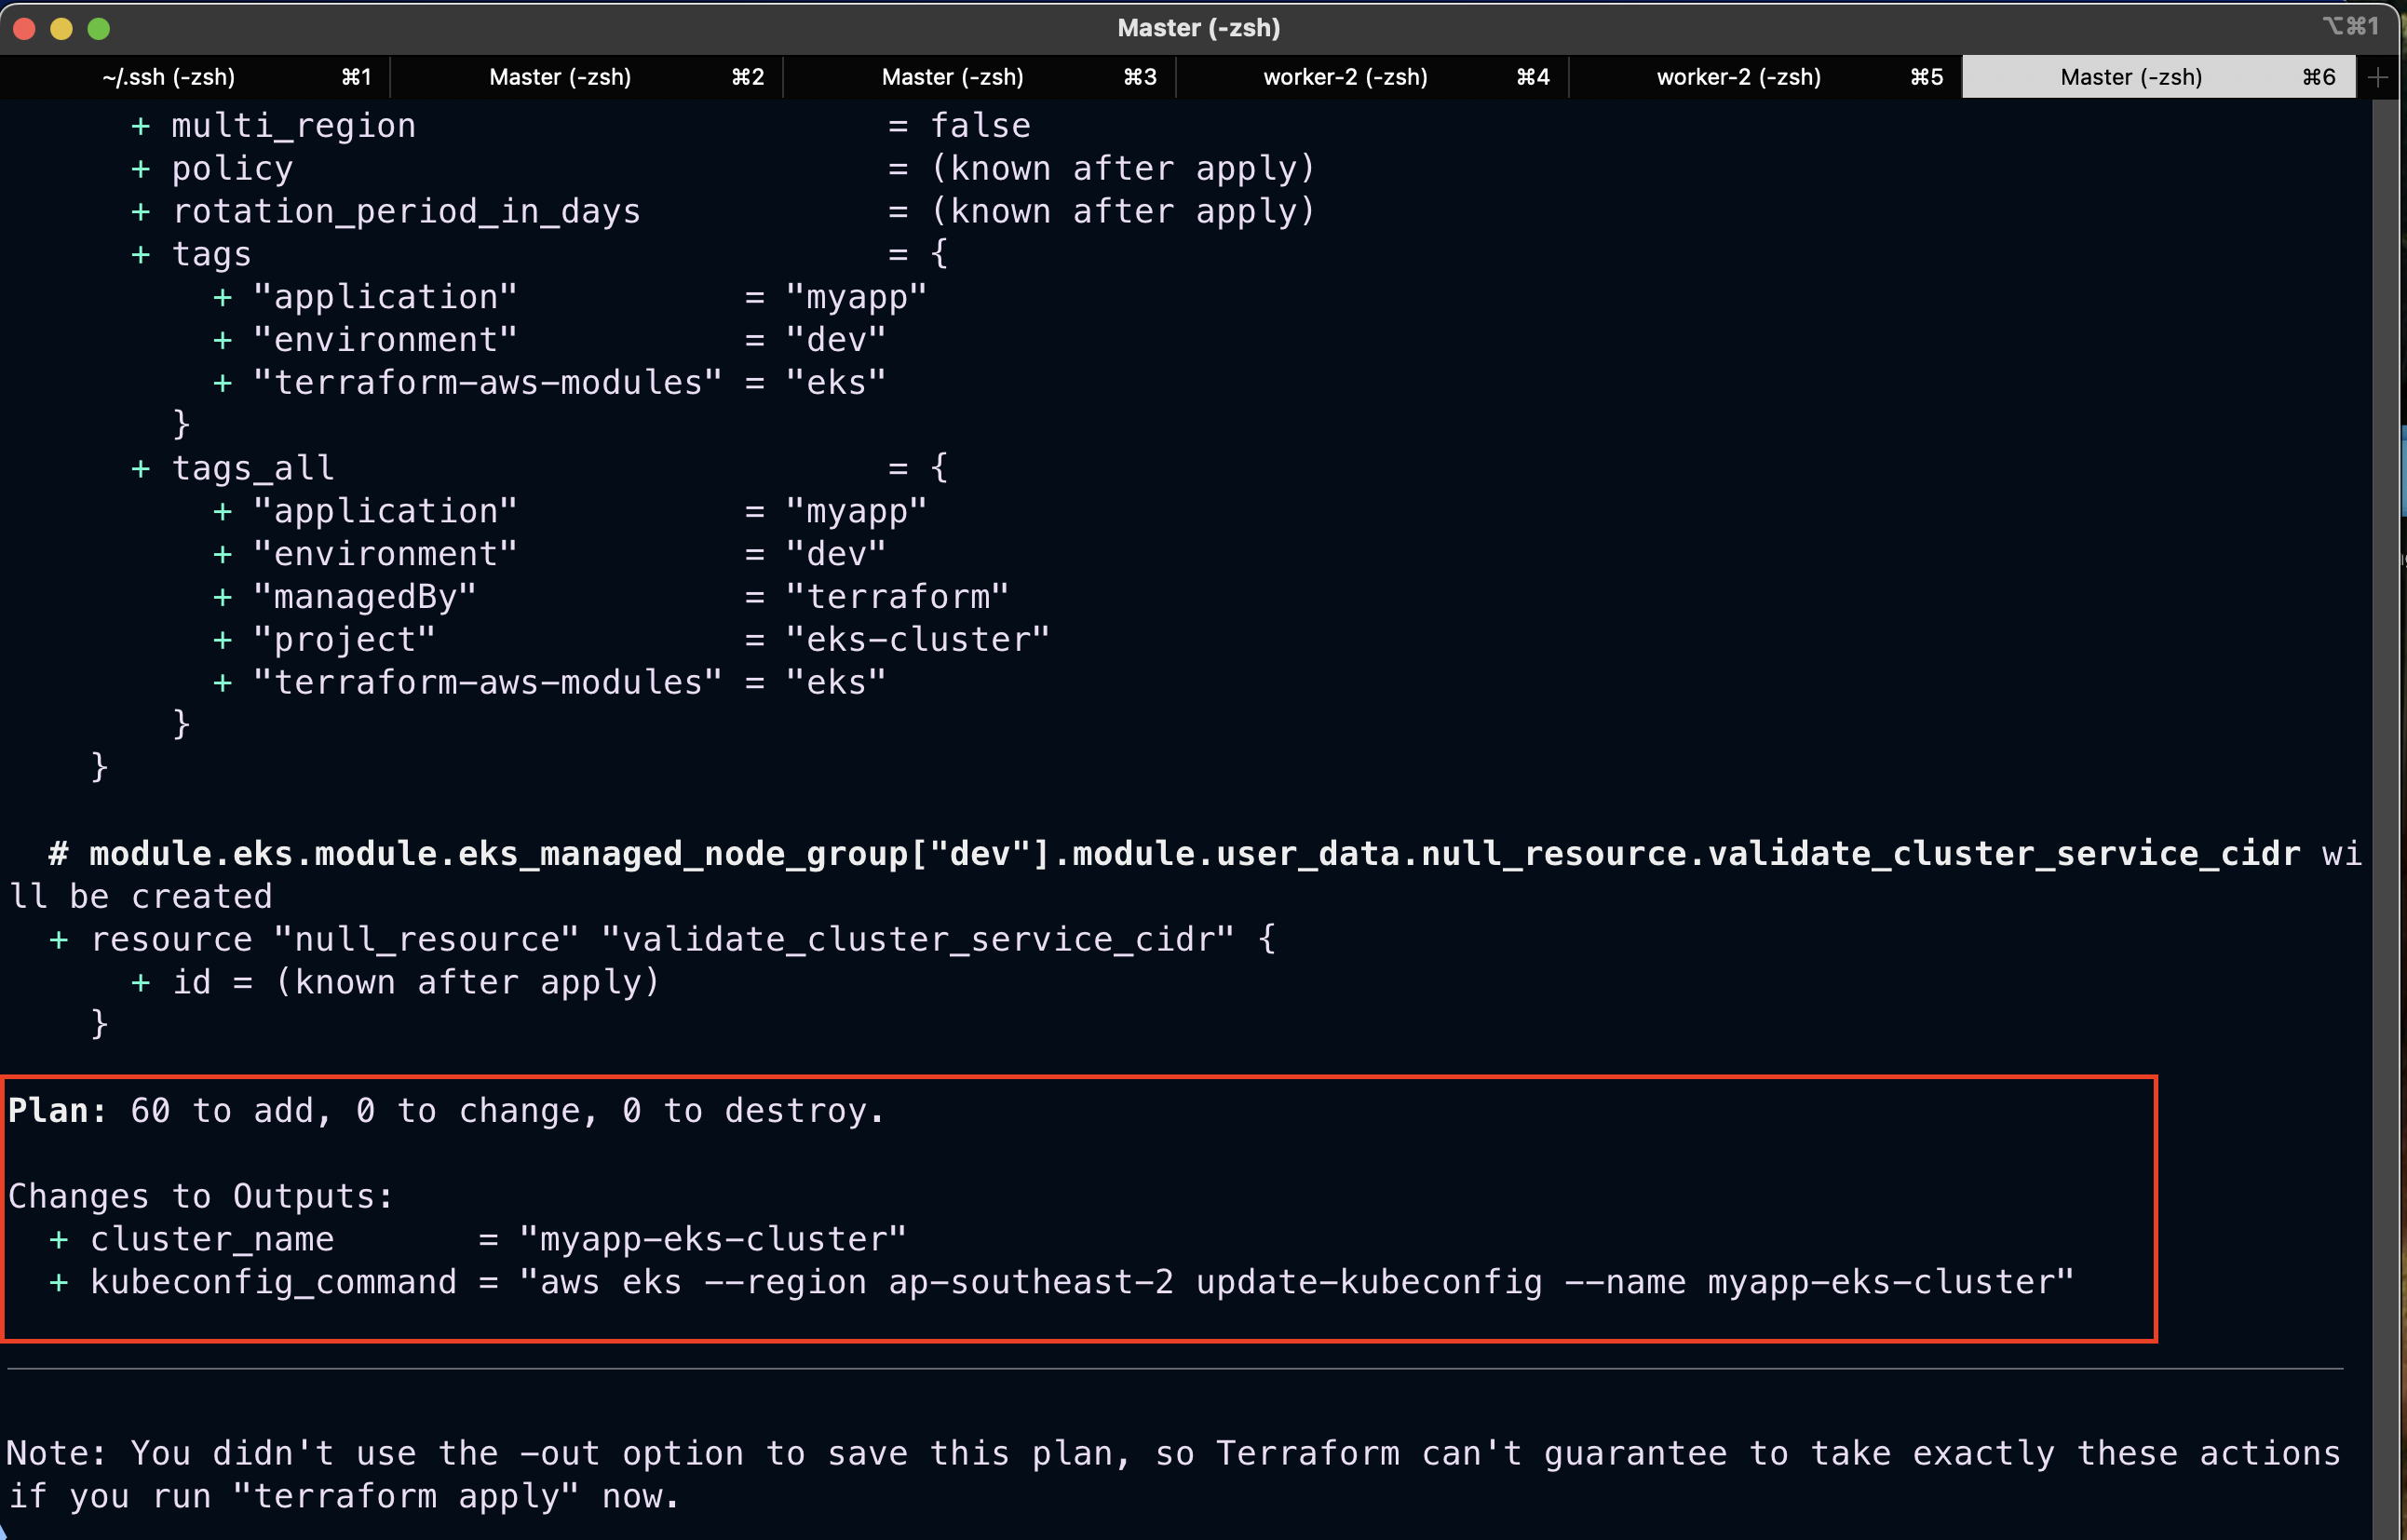 Master (-zsh)
⌥⌘1
~/.ssh (-zsh) ⌘1 Master (-zsh) ⌘2 Master (-zsh) ⌘3 worker-2 (-zsh) ⌘4 worker-2 (-zsh) ⌘5 Master (-zsh) ⌘6 +
      + multi_region                       = false
      + policy                             = (known after apply)
      + rotation_period_in_days            = (known after apply)
      + tags                               = {
          + "application"           = "myapp"
          + "environment"           = "dev"
          + "terraform-aws-modules" = "eks"
        }
      + tags_all                           = {
          + "application"           = "myapp"
          + "environment"           = "dev"
          + "managedBy"             = "terraform"
          + "project"               = "eks-cluster"
          + "terraform-aws-modules" = "eks"
        }
    }
  # module.eks.module.eks_managed_node_group["dev"].module.user_data.null_resource.validate_cluster_service_cidr wi
ll be created
  + resource "null_resource" "validate_cluster_service_cidr" {
      + id = (known after apply)
    }
Plan: 60 to add, 0 to change, 0 to destroy.
Changes to Outputs:
  + cluster_name       = "myapp-eks-cluster"
  + kubeconfig_command = "aws eks --region ap-southeast-2 update-kubeconfig --name myapp-eks-cluster"
Note: You didn't use the -out option to save this plan, so Terraform can't guarantee to take exactly these actions
if you run "terraform apply" now.